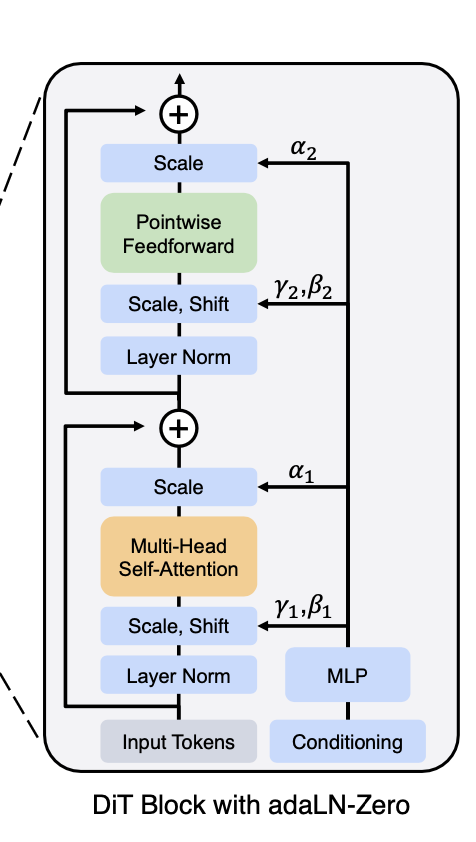 α₂
Scale
Pointwise
Feedforward
γ₂,β₂
Scale, Shift
Layer Norm
α₁
Scale
Multi-Head
Self-Attention
γ₁,β₁
Scale, Shift
Layer Norm
MLP
Input Tokens
Conditioning
DiT Block with adaLN-Zero